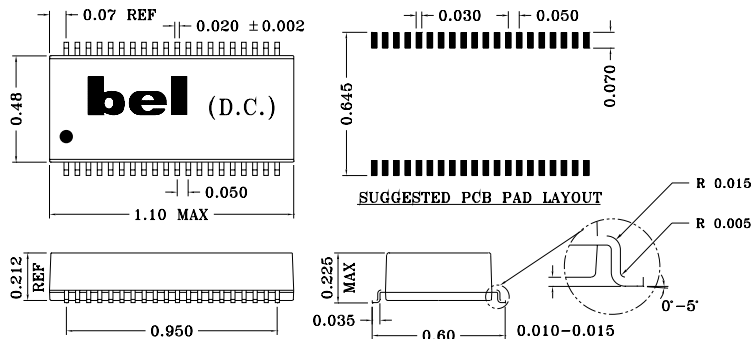 0.07 REF
0.020 ±0.002
0.030
0.050
0.48
bel (D.C.)
0.645
0.070
0.050
1.10 MAX
SUGGESTED PCB PAD LAYOUT
R 0.015
R 0.005
0.212 REF
0.225 MAX
0°-5°
0.950
0.035
0.60
0.010-0.015